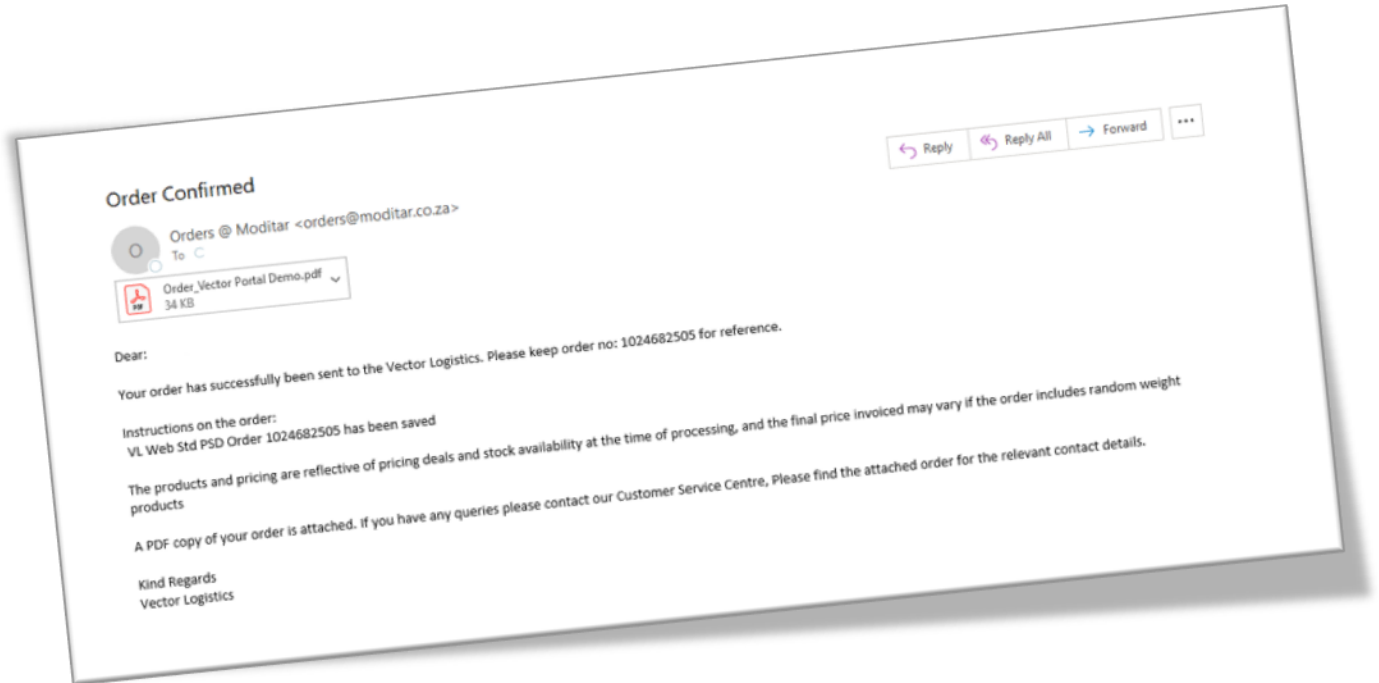 Reply
Reply All
Forward
Order Confirmed
O
Orders @ Moditar <orders@moditar.co.za>
To C
Order_Vector Portal Demo.pdf
PDF
34 KB
Dear:
Your order has successfully been sent to the Vector Logistics. Please keep order no: 1024682505 for reference.
Instructions on the order:
VL Web Std PSD Order 1024682505 has been saved
The products and pricing are reflective of pricing deals and stock availability at the time of processing, and the final price invoiced may vary if the order includes random weight
products
A PDF copy of your order is attached. If you have any queries please contact our Customer Service Centre, Please find the attached order for the relevant contact details.
Kind Regards
Vector Logistics